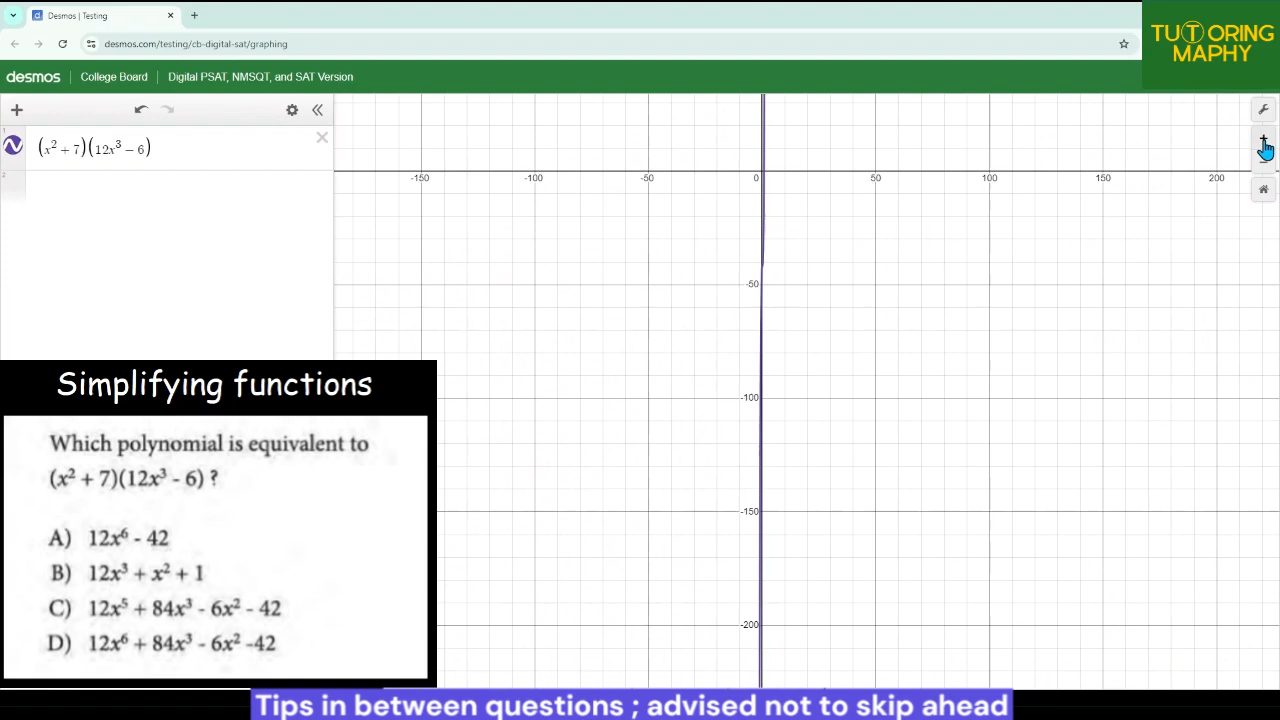 Desmos | Testing
desmos.com/testing/cb-digital-sat/graphing
TUTORING
MAPHY
desmos College Board Digital PSAT, NMSQT, and SAT Version
1
(x² + 7)(12x³ − 6)
2
-150 -100 -50 0 50 100 150 200
-50
-100
-150
-200
Simplifying functions
Which polynomial is equivalent to
(x² + 7)(12x³ - 6) ?
A) 12x⁶ - 42
B) 12x³ + x² + 1
C) 12x⁵ + 84x³ - 6x² - 42
D) 12x⁶ + 84x³ - 6x² -42
Tips in between questions ; advised not to skip ahead